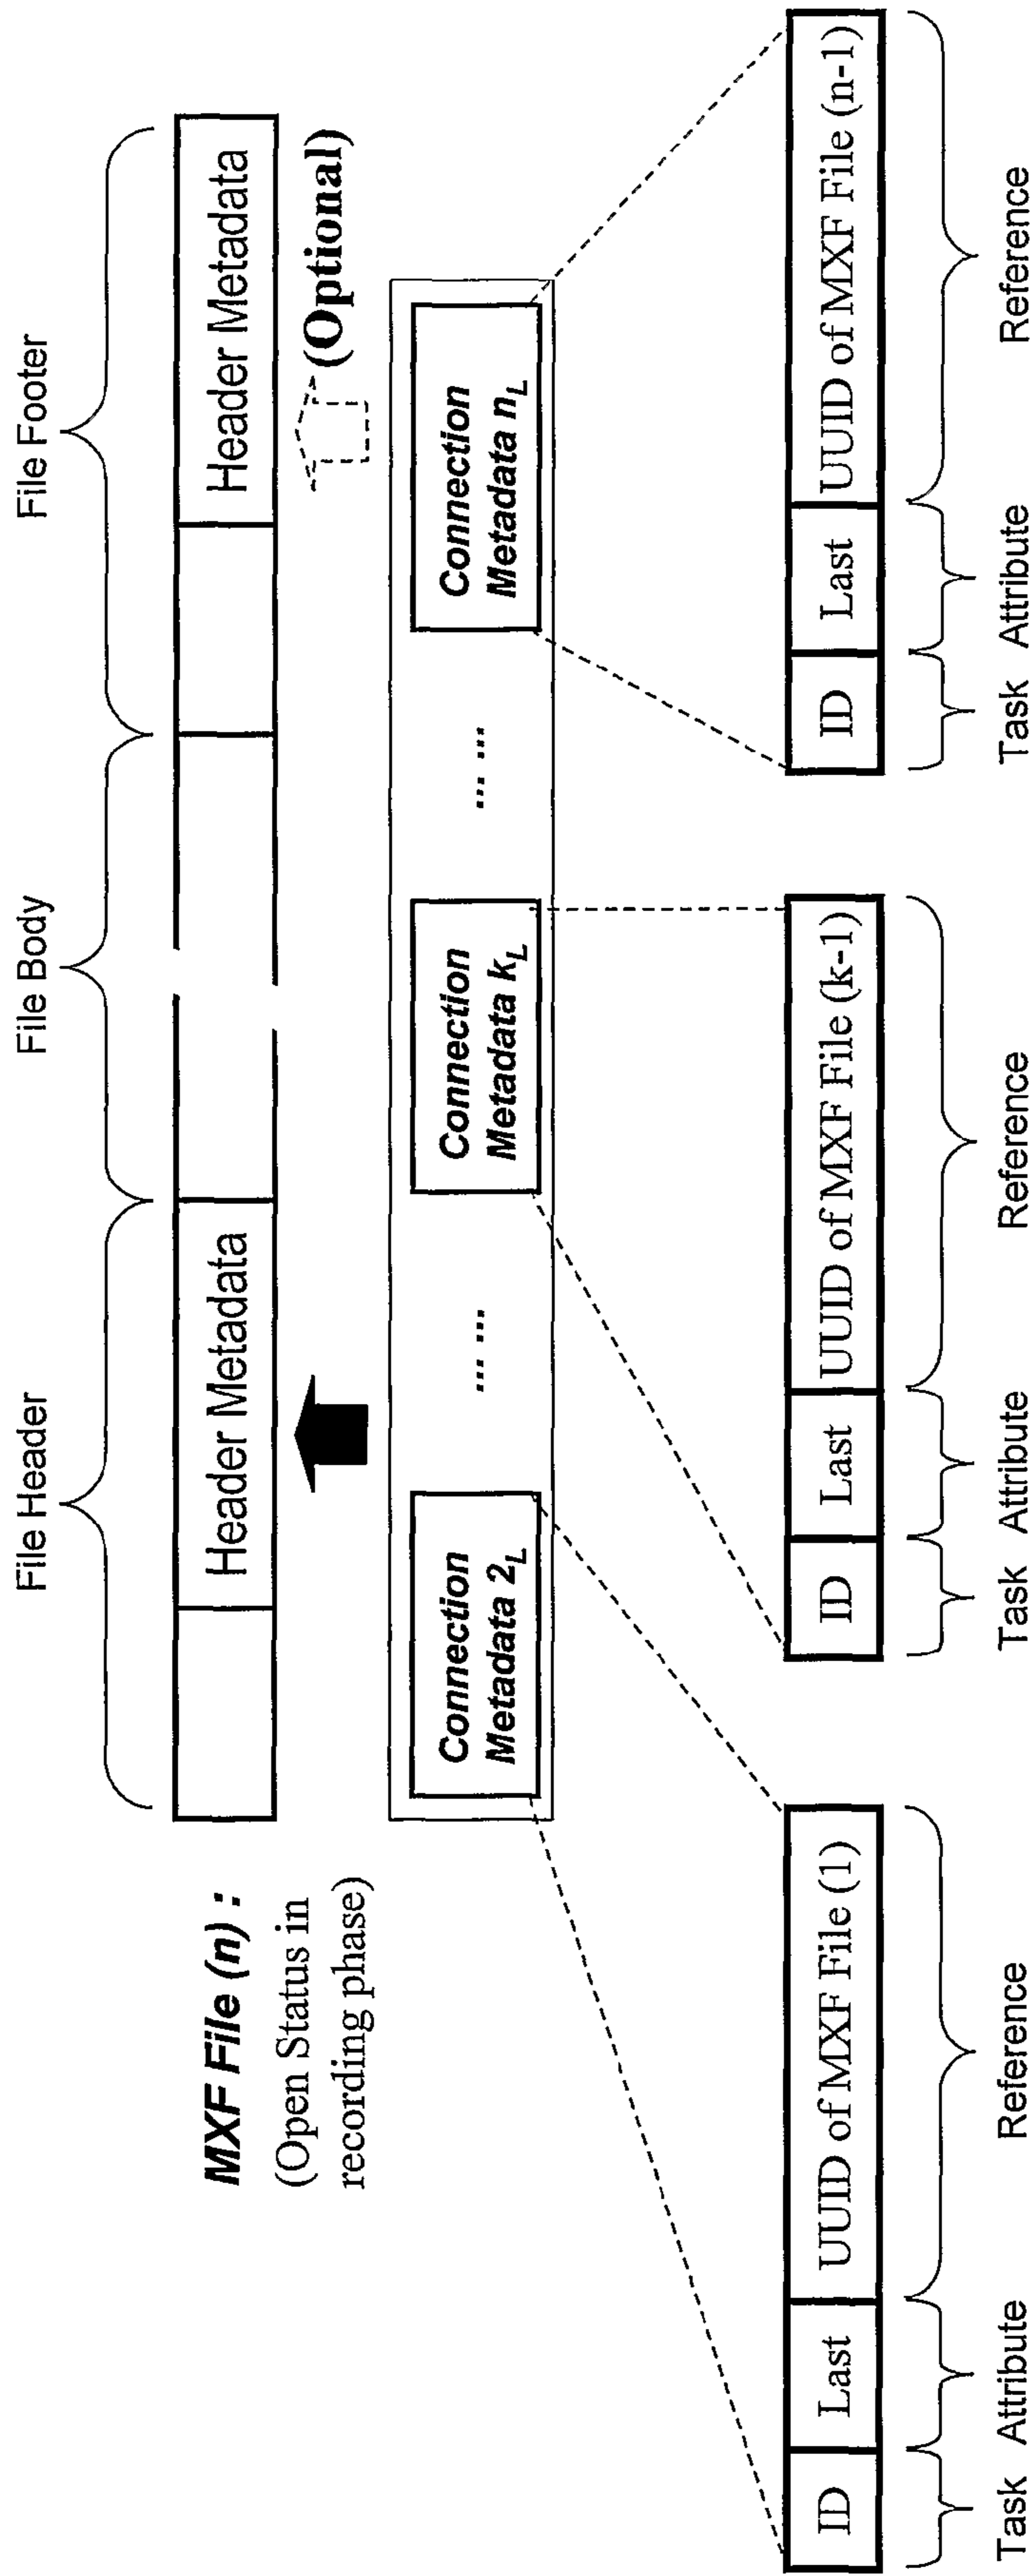 File Header File Body File Footer
MXF File (n) :
(Open Status in
recording phase)
Header Metadata Header Metadata
(Optional)
Connection
Metadata 2L
... ...
Connection
Metadata kL
... ...
Connection
Metadata nL
ID Last UUID of MXF File (1)
Task Attribute Reference
ID Last UUID of MXF File (k-1)
Task Attribute Reference
ID Last UUID of MXF File (n-1)
Task Attribute Reference